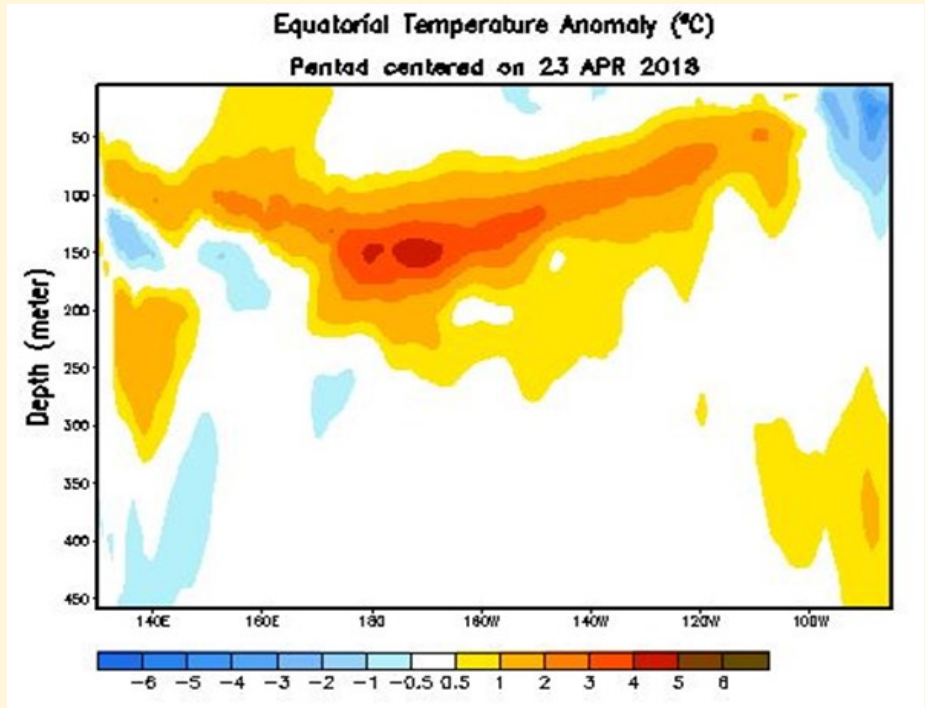 Equatorial Temperature Anomaly (°C)
Pentad centered on 23 APR 2018
Depth (meter)
50
100
150
200
250
300
350
400
450
140E 160E 180 160W 140W 120W 100W
-6 -5 -4 -3 -2 -1 -0.5 0.5 1 2 3 4 5 6